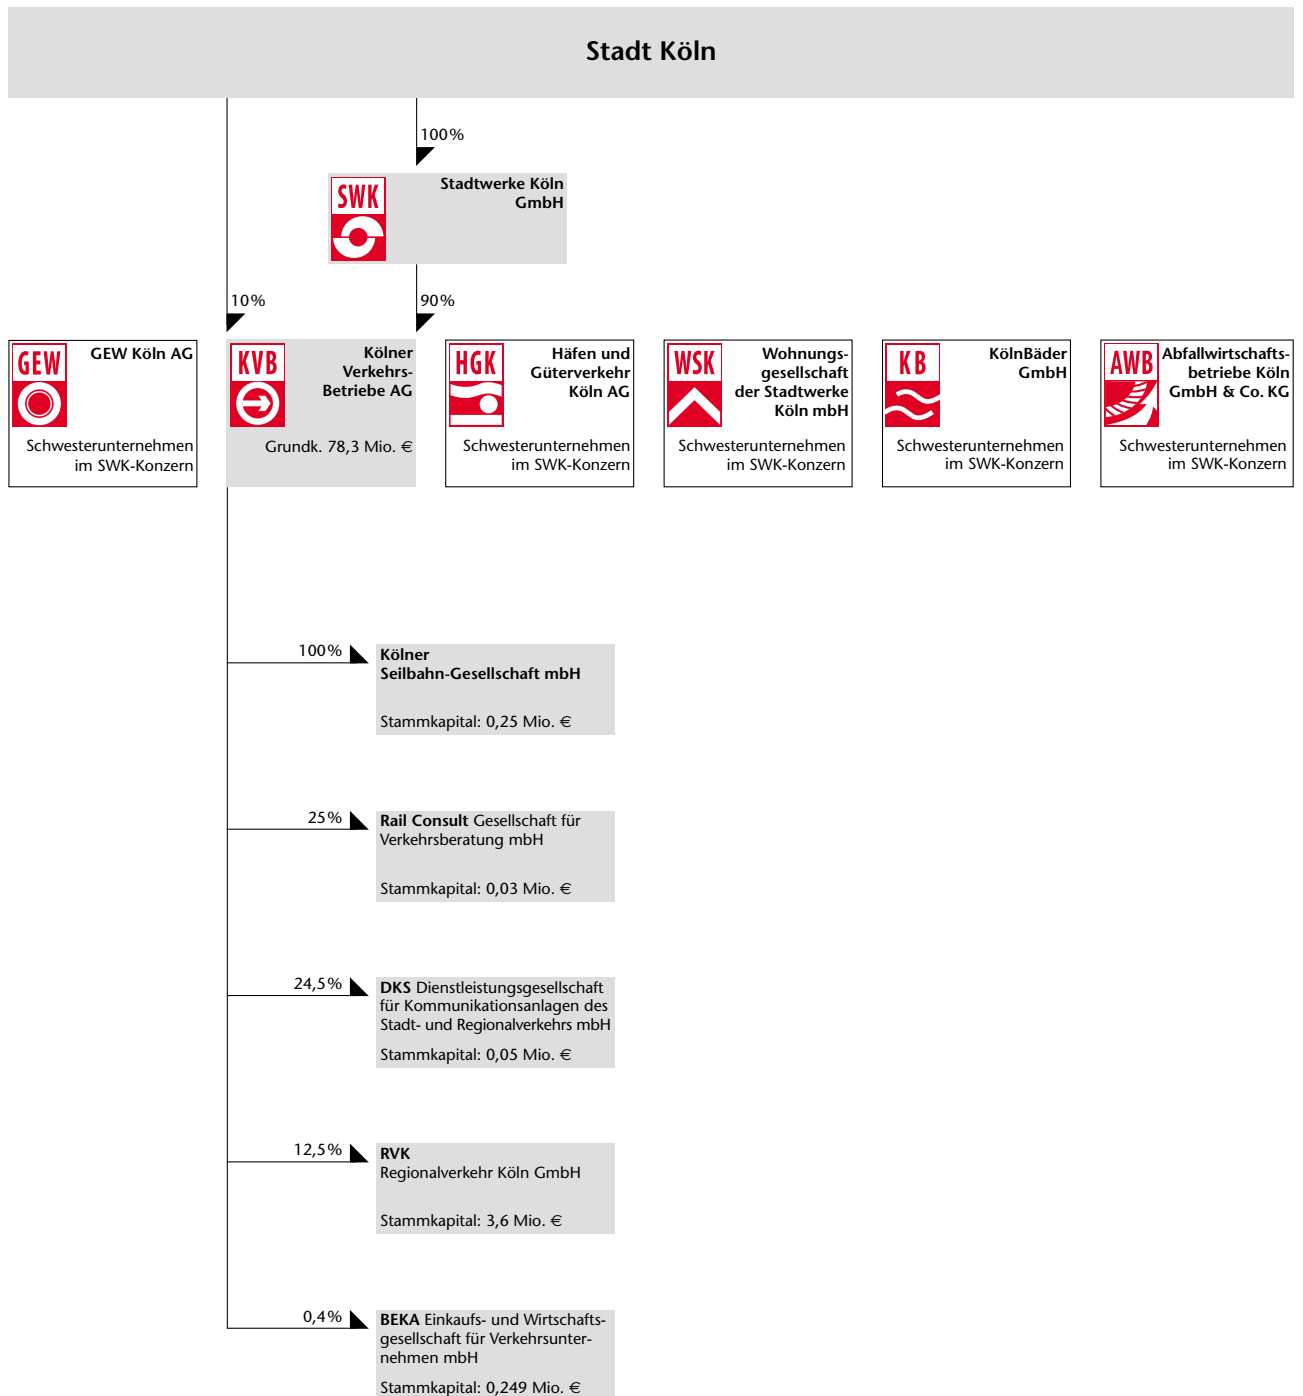 Stadt Köln
100%
SWK
Stadtwerke Köln
GmbH
10%
90%
GEW
GEW Köln AG
Schwesterunternehmen
im SWK-Konzern
KVB
Kölner
Verkehrs-
Betriebe AG
Grundk. 78,3 Mio. €
HGK
Häfen und
Güterverkehr
Köln AG
Schwesterunternehmen
im SWK-Konzern
WSK
Wohnungs-
gesellschaft
der Stadtwerke
Köln mbH
Schwesterunternehmen
im SWK-Konzern
KB
KölnBäder
GmbH
Schwesterunternehmen
im SWK-Konzern
AWB
Abfallwirtschafts-
betriebe Köln
GmbH & Co. KG
Schwesterunternehmen
im SWK-Konzern
100%
Kölner
Seilbahn-Gesellschaft mbH
Stammkapital: 0,25 Mio. €
25%
Rail Consult Gesellschaft für
Verkehrsberatung mbH
Stammkapital: 0,03 Mio. €
24,5%
DKS Dienstleistungsgesellschaft
für Kommunikationsanlagen des
Stadt- und Regionalverkehrs mbH
Stammkapital: 0,05 Mio. €
12,5%
RVK
Regionalverkehr Köln GmbH
Stammkapital: 3,6 Mio. €
0,4%
BEKA Einkaufs- und Wirtschafts-
gesellschaft für Verkehrsunter-
nehmen mbH
Stammkapital: 0,249 Mio. €